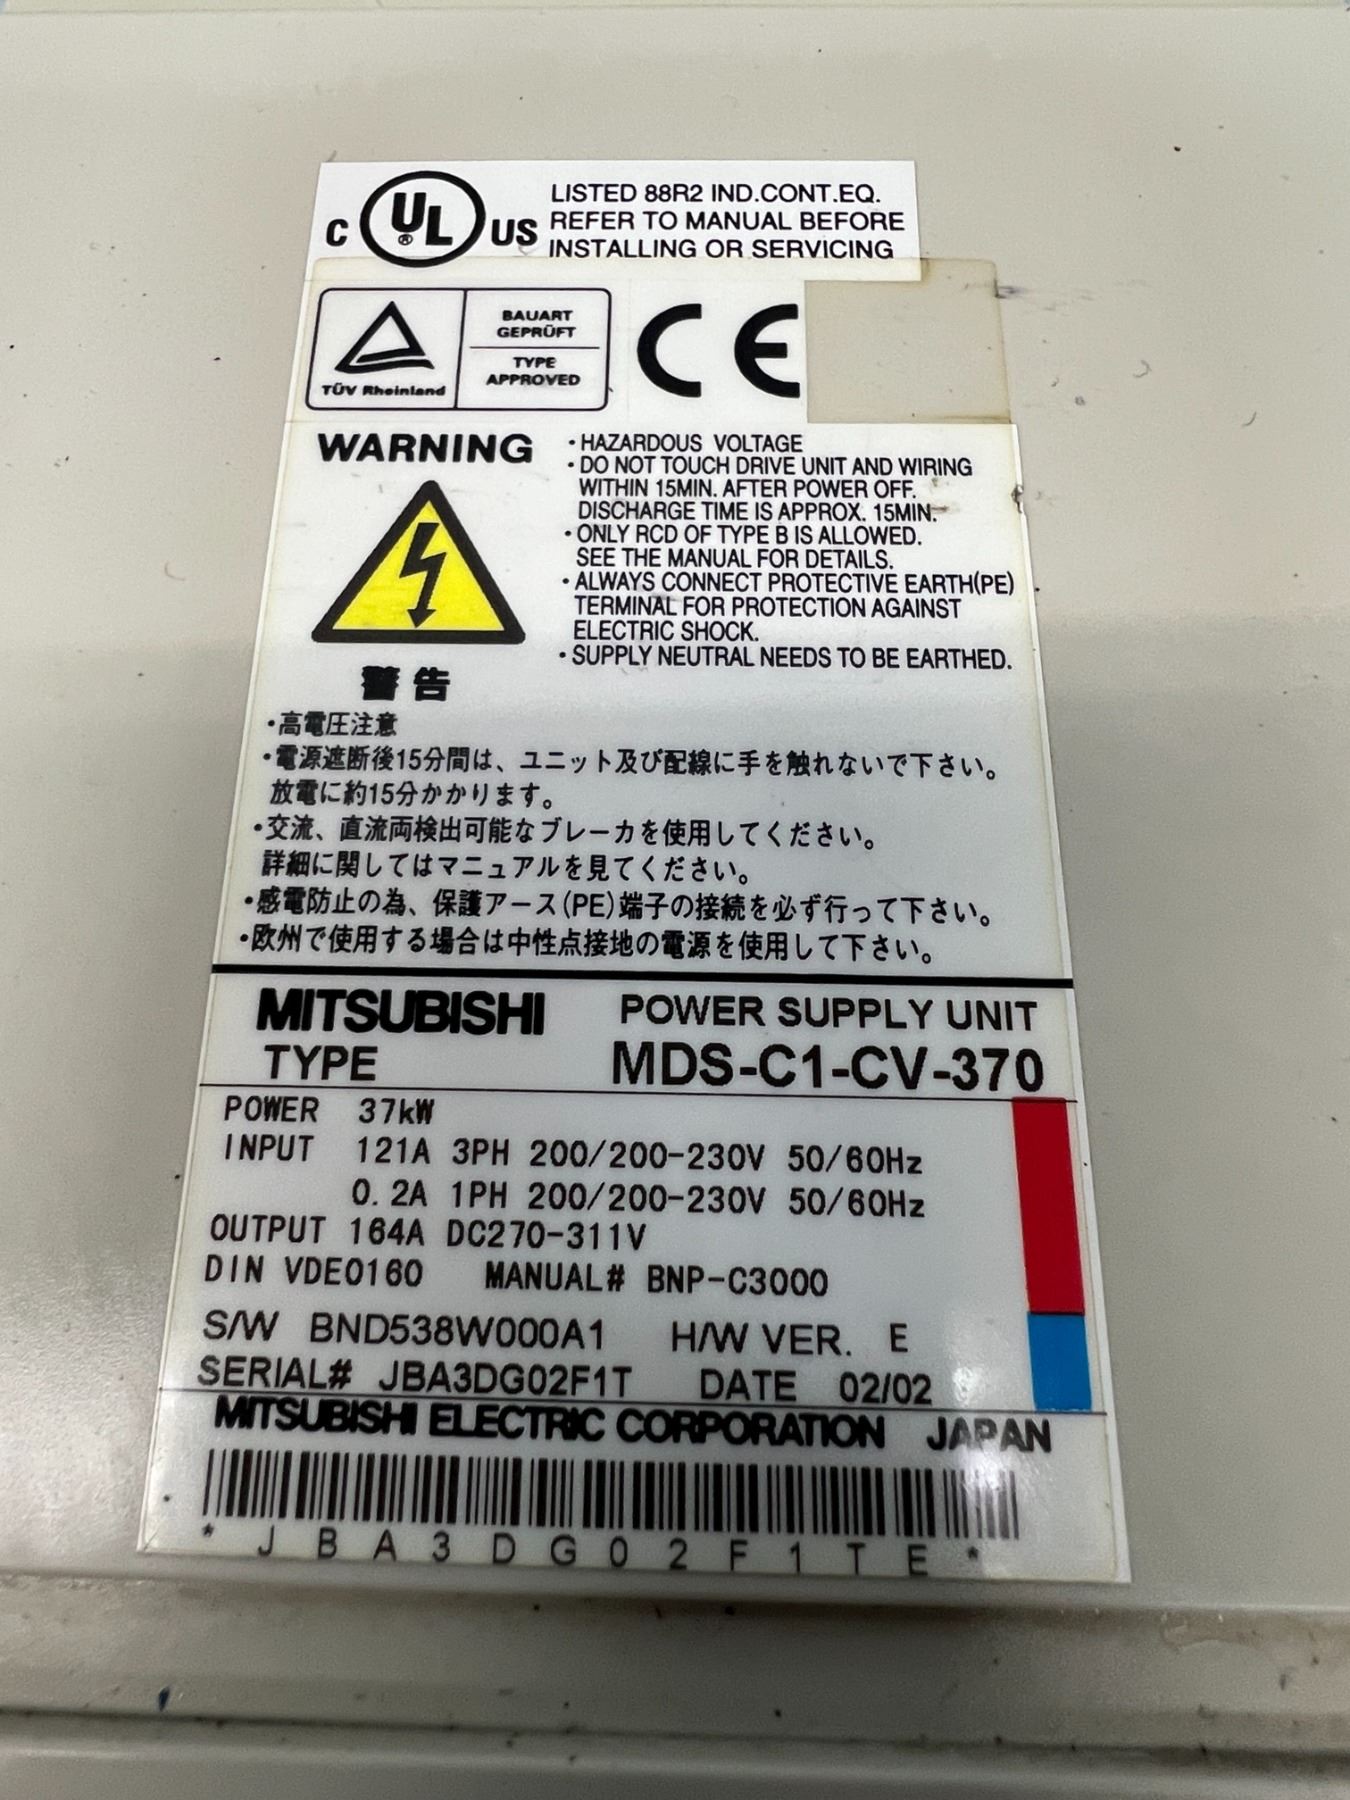 C UL ® US
LISTED 88R2 IND.CONT.EQ.
REFER TO MANUAL BEFORE
INSTALLING OR SERVICING
TÜV Rheinland
BAUART
GEPRÜFT
TYPE
APPROVED
CE
WARNING
・HAZARDOUS VOLTAGE
・DO NOT TOUCH DRIVE UNIT AND WIRING
WITHIN 15MIN. AFTER POWER OFF.
DISCHARGE TIME IS APPROX. 15MIN.
・ONLY RCD OF TYPE B IS ALLOWED.
SEE THE MANUAL FOR DETAILS.
・ALWAYS CONNECT PROTECTIVE EARTH(PE)
TERMINAL FOR PROTECTION AGAINST
ELECTRIC SHOCK.
・SUPPLY NEUTRAL NEEDS TO BE EARTHED.
警告
・高電圧注意
・電源遮断後15分間は、ユニット及び配線に手を触れないで下さい。
放電に約15分かかります。
・交流、直流両検出可能なブレーカを使用してください。
詳細に関してはマニュアルを見てください。
・感電防止の為、保護アース(PE)端子の接続を必ず行って下さい。
・欧州で使用する場合は中性点接地の電源を使用して下さい。
MITSUBISHI POWER SUPPLY UNIT
TYPE MDS-C1-CV-370
POWER 37kW
INPUT 121A 3PH 200/200-230V 50/60Hz
0.2A 1PH 200/200-230V 50/60Hz
OUTPUT 164A DC270-311V
DIN VDE0160 MANUAL# BNP-C3000
S/W BND538W000A1 H/W VER. E
SERIAL# JBA3DG02F1T DATE 02/02
MITSUBISHI ELECTRIC CORPORATION JAPAN
* J B A 3 D G 0 2 F 1 T E *